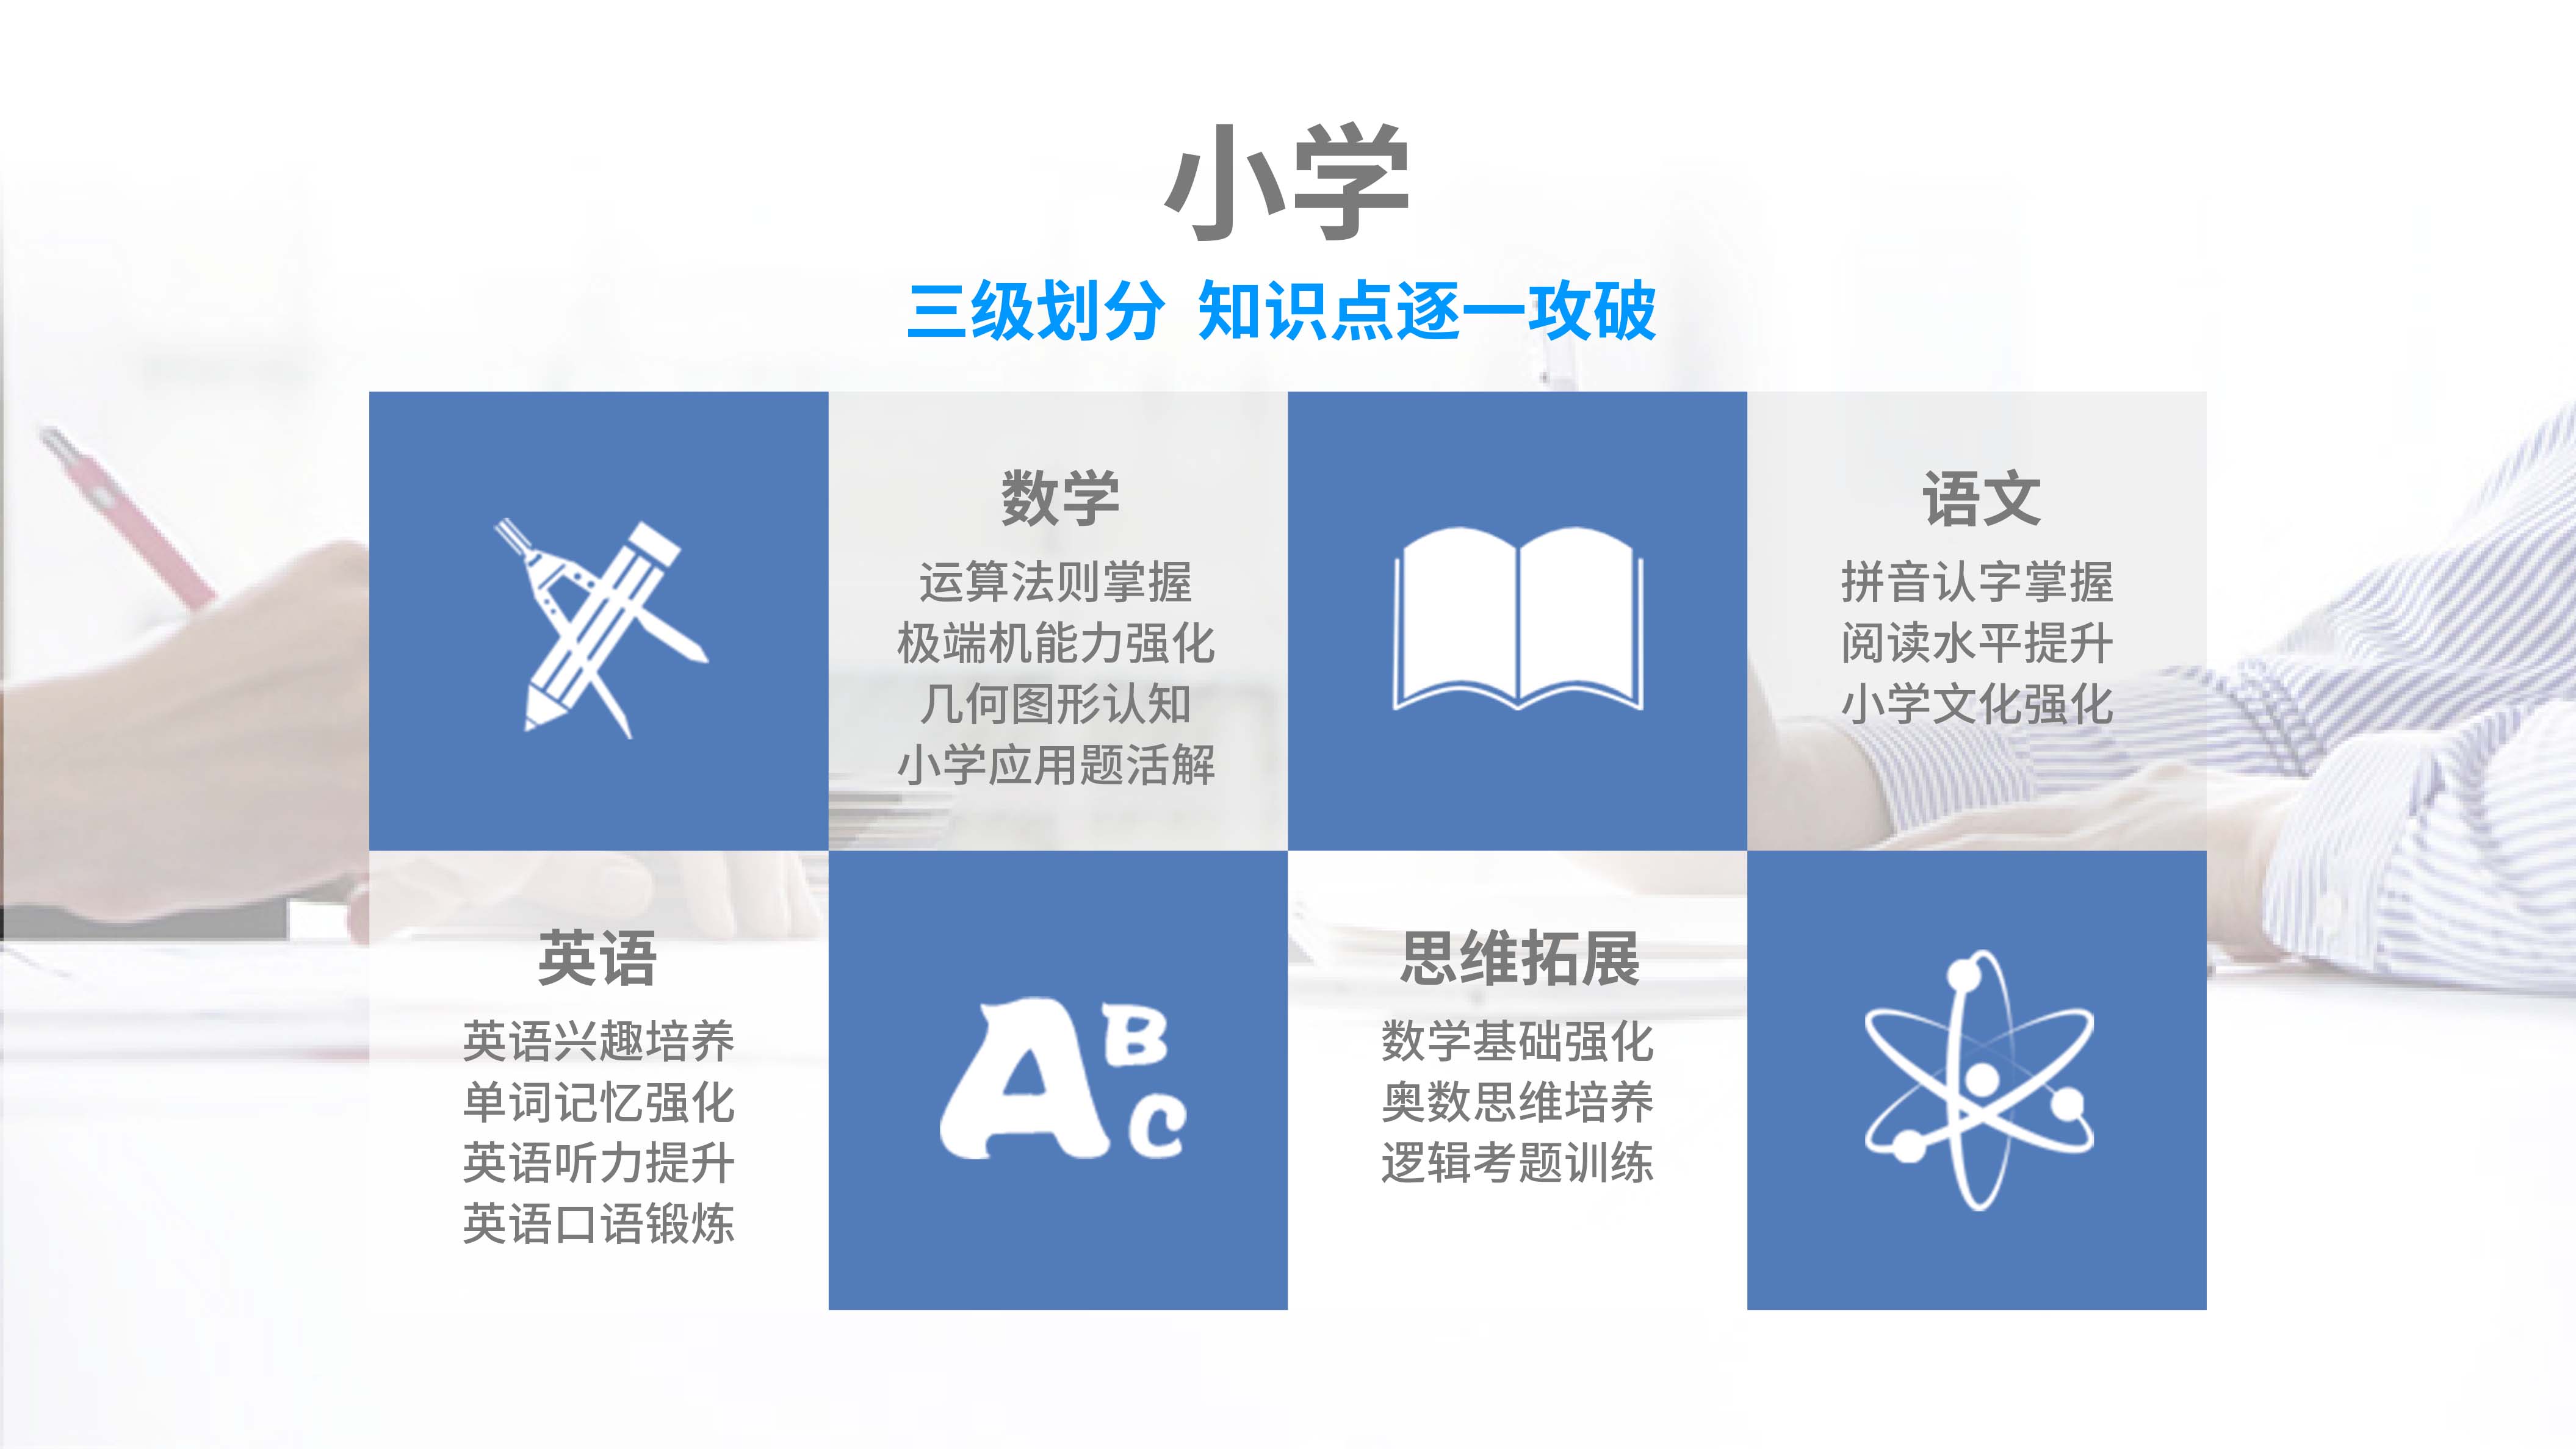 小学
三级划分 知识点逐一攻破
数学
运算法则掌握
极端机能力强化
几何图形认知
小学应用题活解
语文
拼音认字掌握
阅读水平提升
小学文化强化
英语
英语兴趣培养
单词记忆强化
英语听力提升
英语口语锻炼
A
B
C
思维拓展
数学基础强化
奥数思维培养
逻辑考题训练